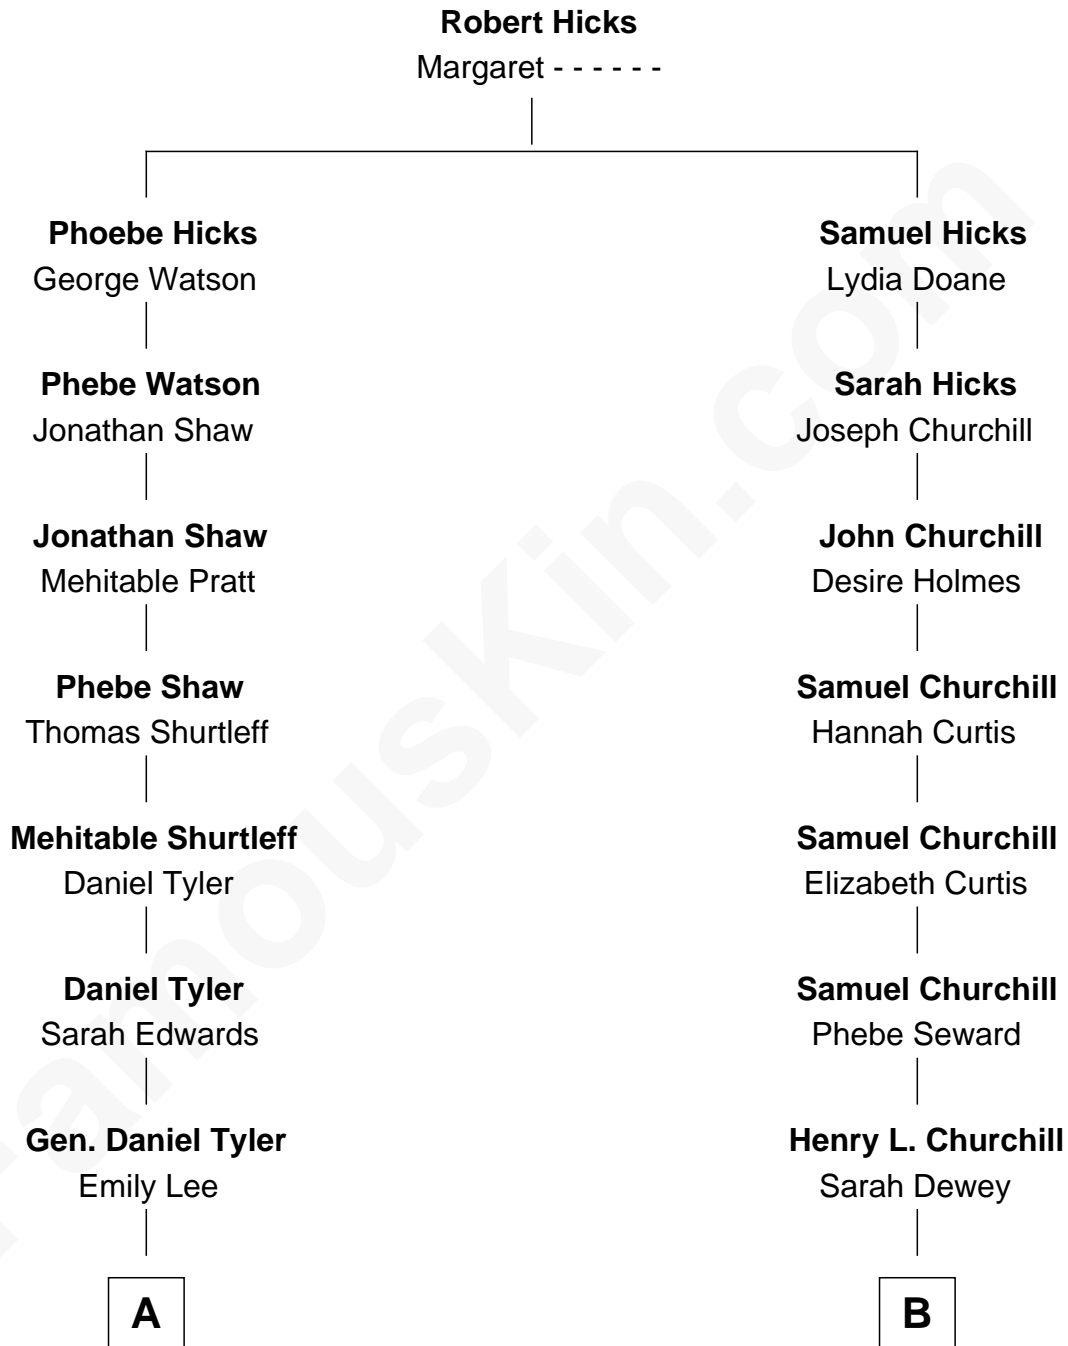 Robert Hicks
Margaret - - - - - -
Phoebe Hicks
George Watson
Samuel Hicks
Lydia Doane
Phebe Watson
Jonathan Shaw
Sarah Hicks
Joseph Churchill
Jonathan Shaw
Mehitable Pratt
John Churchill
Desire Holmes
Phebe Shaw
Thomas Shurtleff
Samuel Churchill
Hannah Curtis
Mehitable Shurtleff
Daniel Tyler
Samuel Churchill
Elizabeth Curtis
Daniel Tyler
Sarah Edwards
Samuel Churchill
Phebe Seward
Gen. Daniel Tyler
Emily Lee
Henry L. Churchill
Sarah Dewey
A
B
FamousKin.com